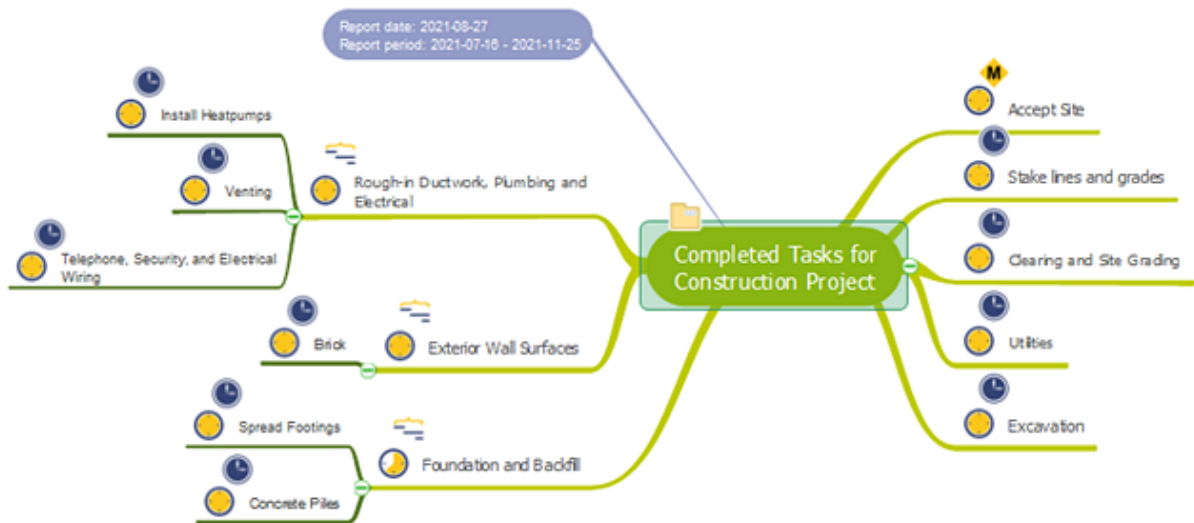 Report date: 2021-08-27
Report period: 2021-07-16 - 2021-11-25
M
Install Heatpumps
Accept Site
Rough-in Ductwork, Plumbing and
Electrical
Stake lines and grades
Venting
Completed Tasks for
Construction Project
Telephone, Security, and Electrical
Wiring
Clearing and Site Grading
Brick
Exterior Wall Surfaces
Utilities
Spread Footings
Excavation
Foundation and Backfill
Concrete Piles